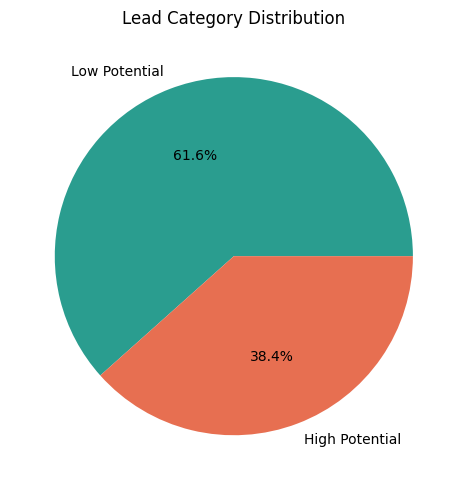 Lead Category Distribution
Low Potential
61.6%
38.4%
High Potential